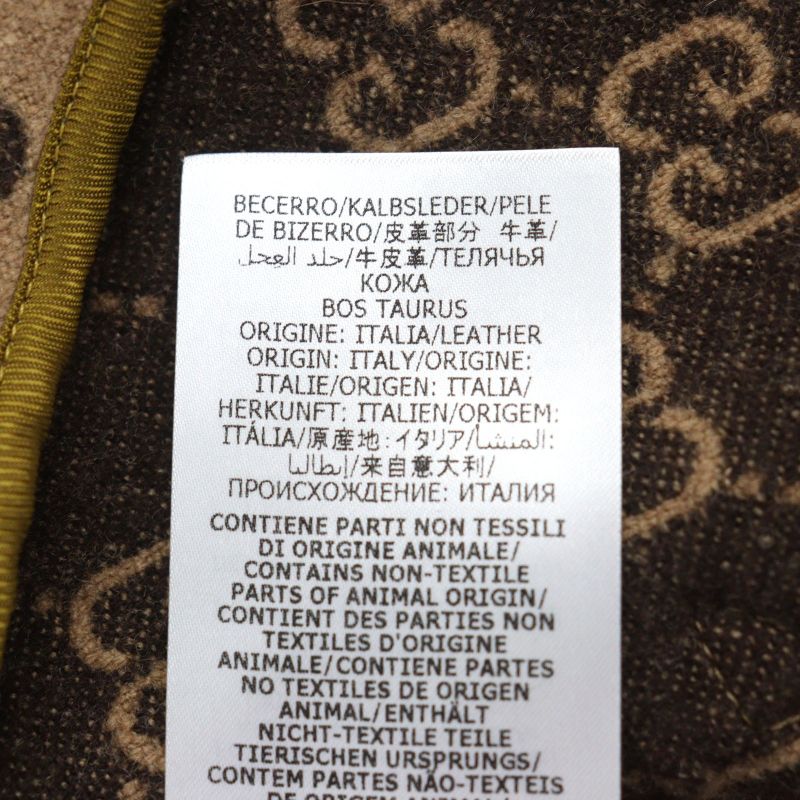 BECERRO/KALBSLEDER/PELE
DE BIZERRO/皮革部分 牛革/
جلد العجل/牛皮革/ТЕЛЯЧЬЯ
КОЖА
BOS TAURUS
ORIGINE: ITALIA/LEATHER
ORIGIN: ITALY/ORIGINE:
ITALIE/ORIGEN: ITALIA/
HERKUNFT: ITALIEN/ORIGEM:
ITÁLIA/原産地:イタリア/المنشأ:
إيطاليا/来自意大利/
ПРОИСХОЖДЕНИЕ: ИТАЛИЯ
CONTIENE PARTI NON TESSILI
DI ORIGINE ANIMALE/
CONTAINS NON-TEXTILE
PARTS OF ANIMAL ORIGIN/
CONTIENT DES PARTIES NON
TEXTILES D'ORIGINE
ANIMALE/CONTIENE PARTES
NO TEXTILES DE ORIGEN
ANIMAL/ENTHÄLT
NICHT-TEXTILE TEILE
TIERISCHEN URSPRUNGS/
CONTEM PARTES NÃO-TEXTEIS
DE ORIGEM ANIMAL/